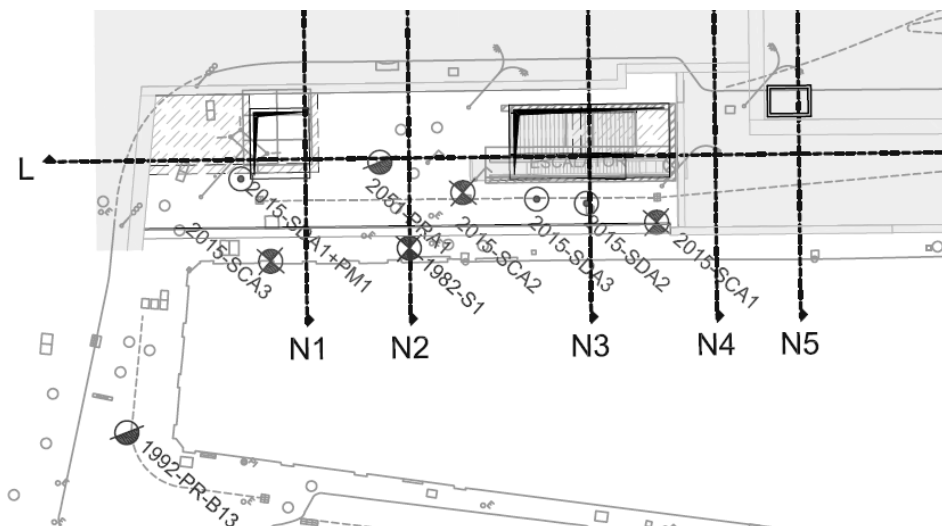 L
ESCALATOR
2015-SDA1+PM1
2051-PRA1
2015-SCA2
2015-SDA3
2015-SDA2
2015-SCA1
2015-SCA3
1982-S1
N1
N2
N3
N4
N5
1992-PR-B13